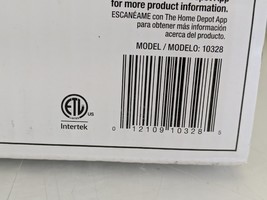 for more product information.
ESCANÉAME con The Home Depot App
para obtener más información
acerca del producto.
MODEL / MODELO: 10328
ETL
US
Intertek
0 12109 10328 5